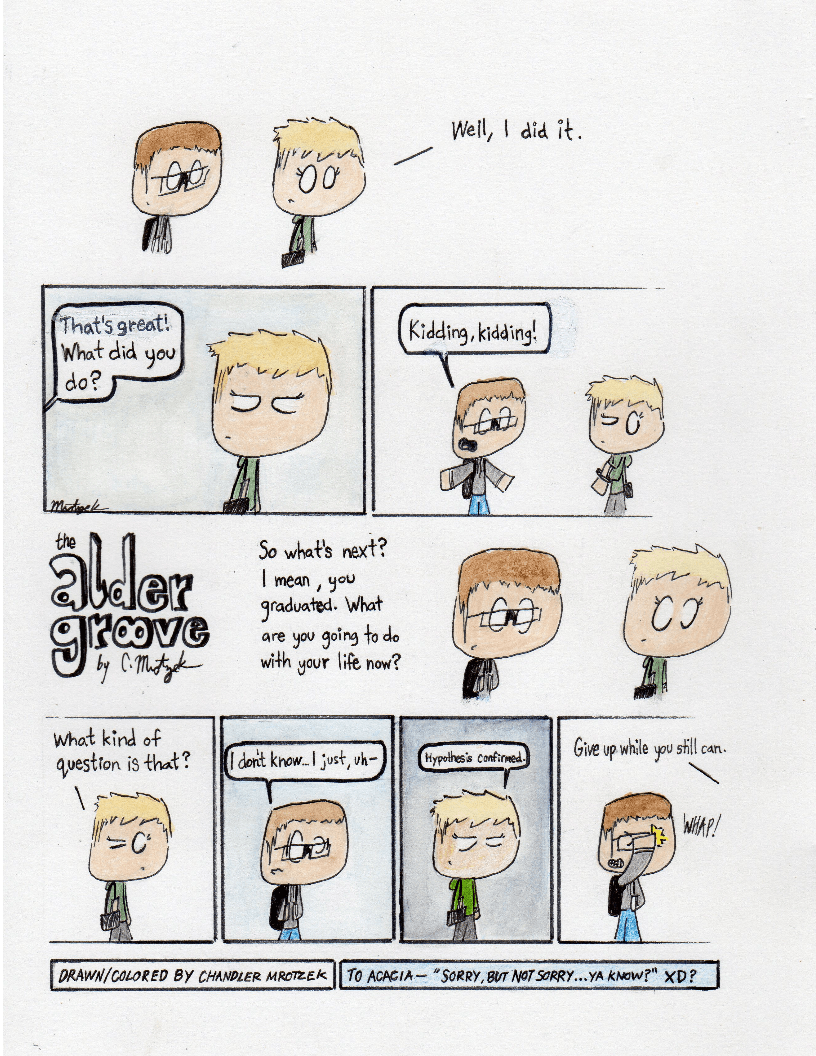 Well, I did it.
That's great!
What did you
do?
Kidding, kidding!
Mrotzek
the
alder
groove
by C. Mrotzek
So what's next?
I mean, you
graduated. What
are you going to do
with your life now?
What kind of
question is that?
I don't know... I just, uh-
Hypothesis confirmed.
Give up while you still can.
WHAP!
DRAWN/COLORED BY CHANDLER MROTZEK
TO ACACIA- "SORRY, BUT NOT SORRY...YA KNOW?" XD?